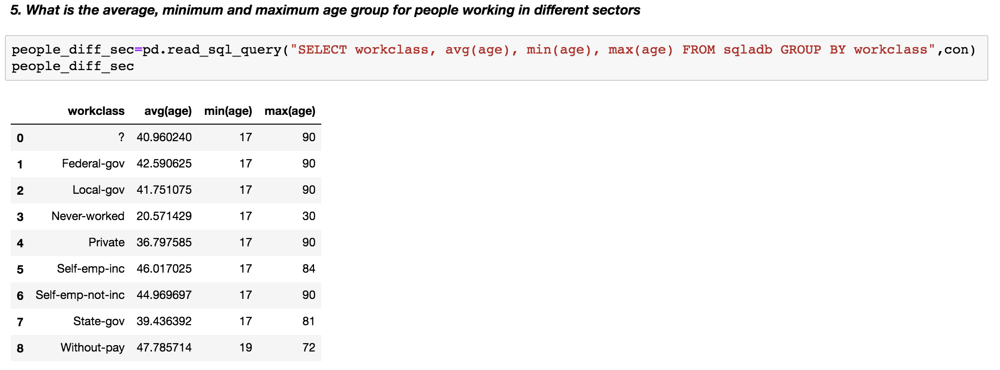 5. What is the average, minimum and maximum age group for people working in different sectors
people_diff_sec=pd.read_sql_query("SELECT workclass, avg(age), min(age), max(age) FROM sqladb GROUP BY workclass",con)
people_diff_sec
workclass avg(age) min(age) max(age)
0 ? 40.960240 17 90
1 Federal-gov 42.590625 17 90
2 Local-gov 41.751075 17 90
3 Never-worked 20.571429 17 30
4 Private 36.797585 17 90
5 Self-emp-inc 46.017025 17 84
6 Self-emp-not-inc 44.969697 17 90
7 State-gov 39.436392 17 81
8 Without-pay 47.785714 19 72